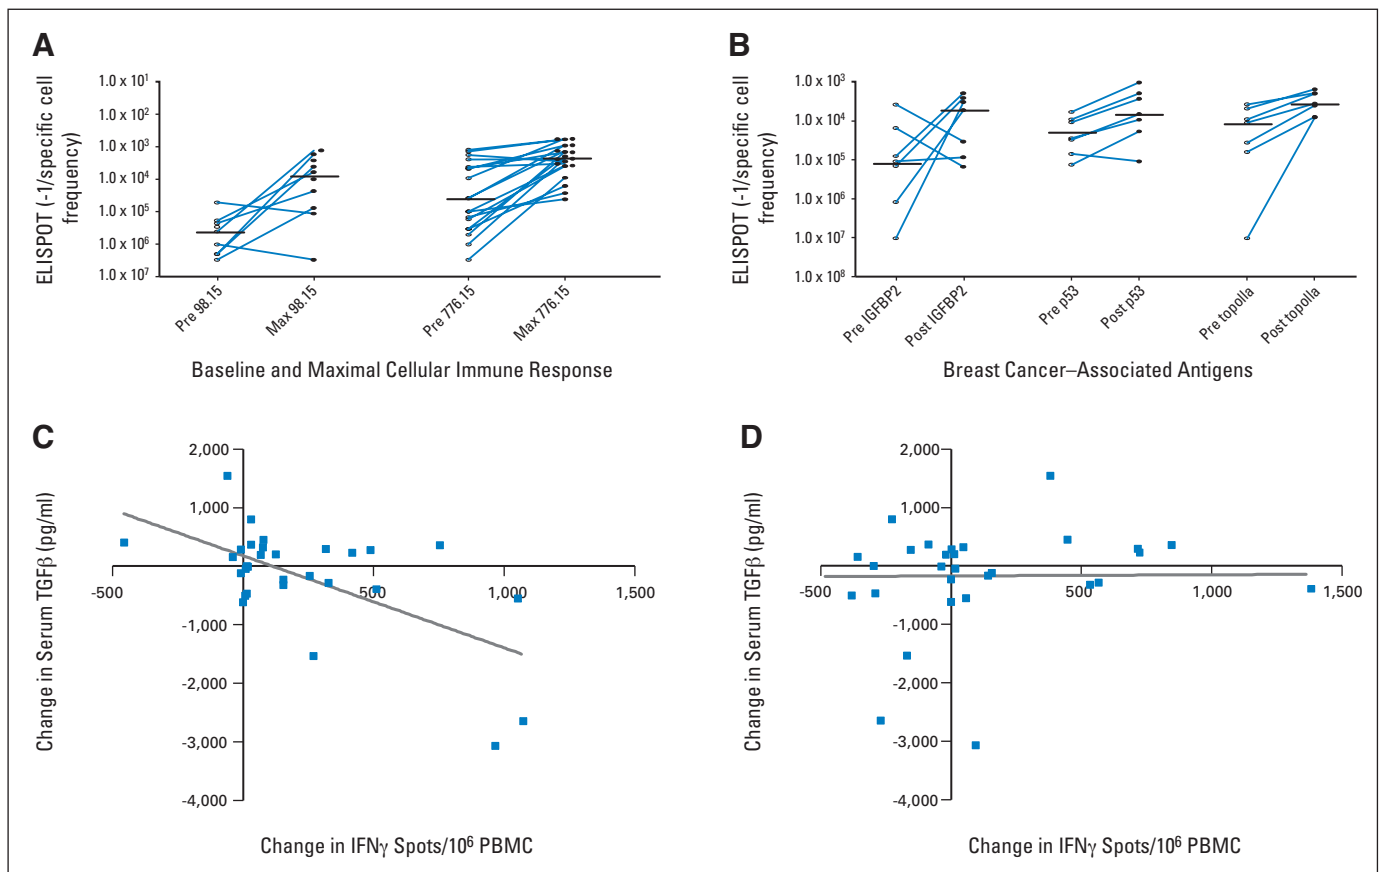 A
ELISPOT (-1/specific cell
frequency)
1.0 x 10¹
1.0 x 10²
1.0 x 10³
1.0 x 10⁴
1.0 x 10⁵
1.0 x 10⁶
1.0 x 10⁷
Pre 98.15
Max 98.15
Pre 776.15
Max 776.15
Baseline and Maximal Cellular Immune Response
B
ELISPOT (-1/specific cell
frequency)
1.0 x 10³
1.0 x 10⁴
1.0 x 10⁵
1.0 x 10⁶
1.0 x 10⁷
1.0 x 10⁸
Pre IGFBP2
Post IGFBP2
Pre p53
Post p53
Pre topolla
Post topolla
Breast Cancer–Associated Antigens
C
Change in Serum TGFβ (pg/ml)
2,000
1,000
-1,000
-2,000
-3,000
-4,000
-500
500
1,000
1,500
Change in IFNγ Spots/10⁶ PBMC
D
Change in Serum TGFβ (pg/ml)
2,000
1,000
-1,000
-2,000
-3,000
-4,000
-500
500
1,000
1,500
Change in IFNγ Spots/10⁶ PBMC